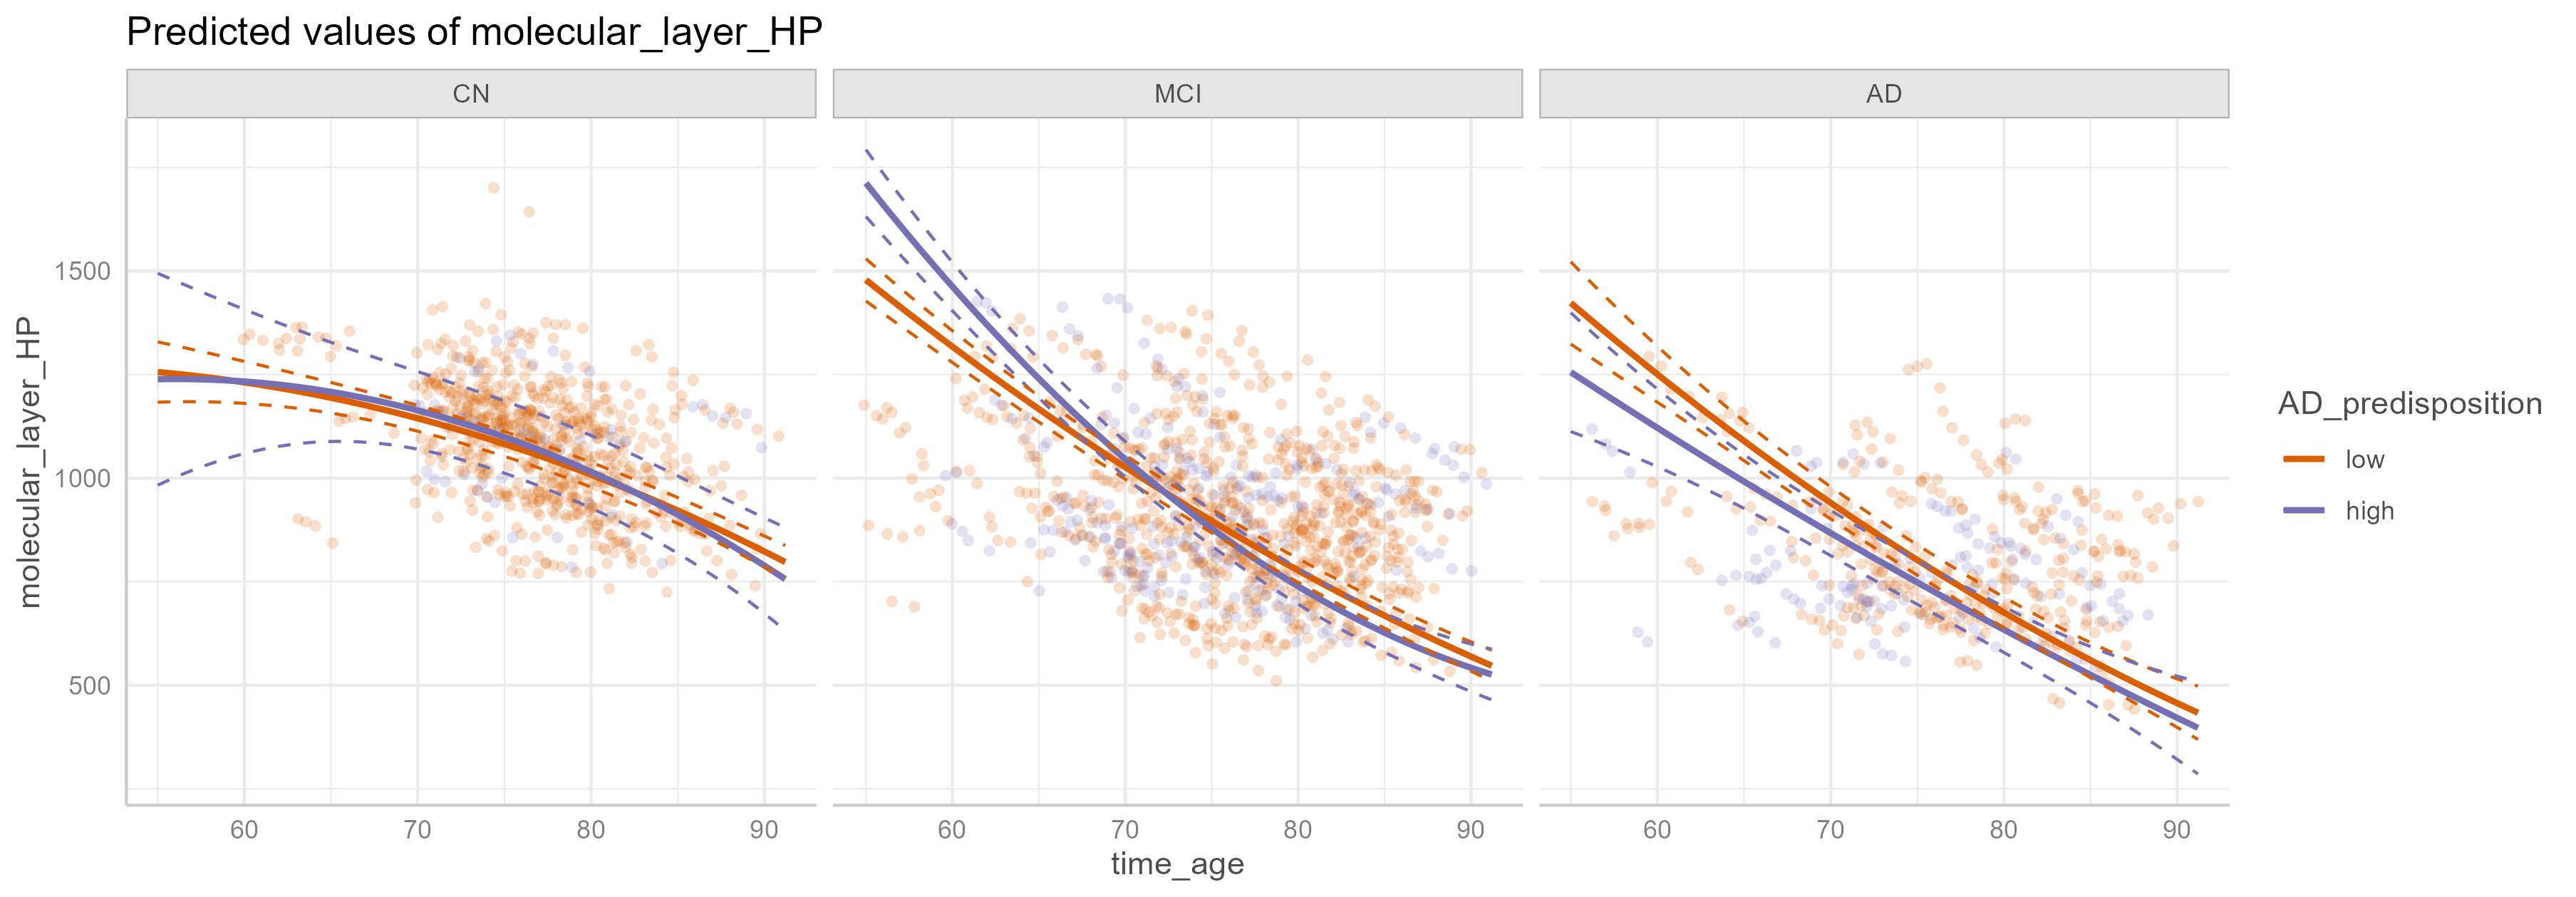 Predicted values of molecular_layer_HP
CN
MCI
AD
molecular_layer_HP
1500
1000
500
60 70 80 90
60 70 80 90
60 70 80 90
time_age
AD_predisposition
low
high